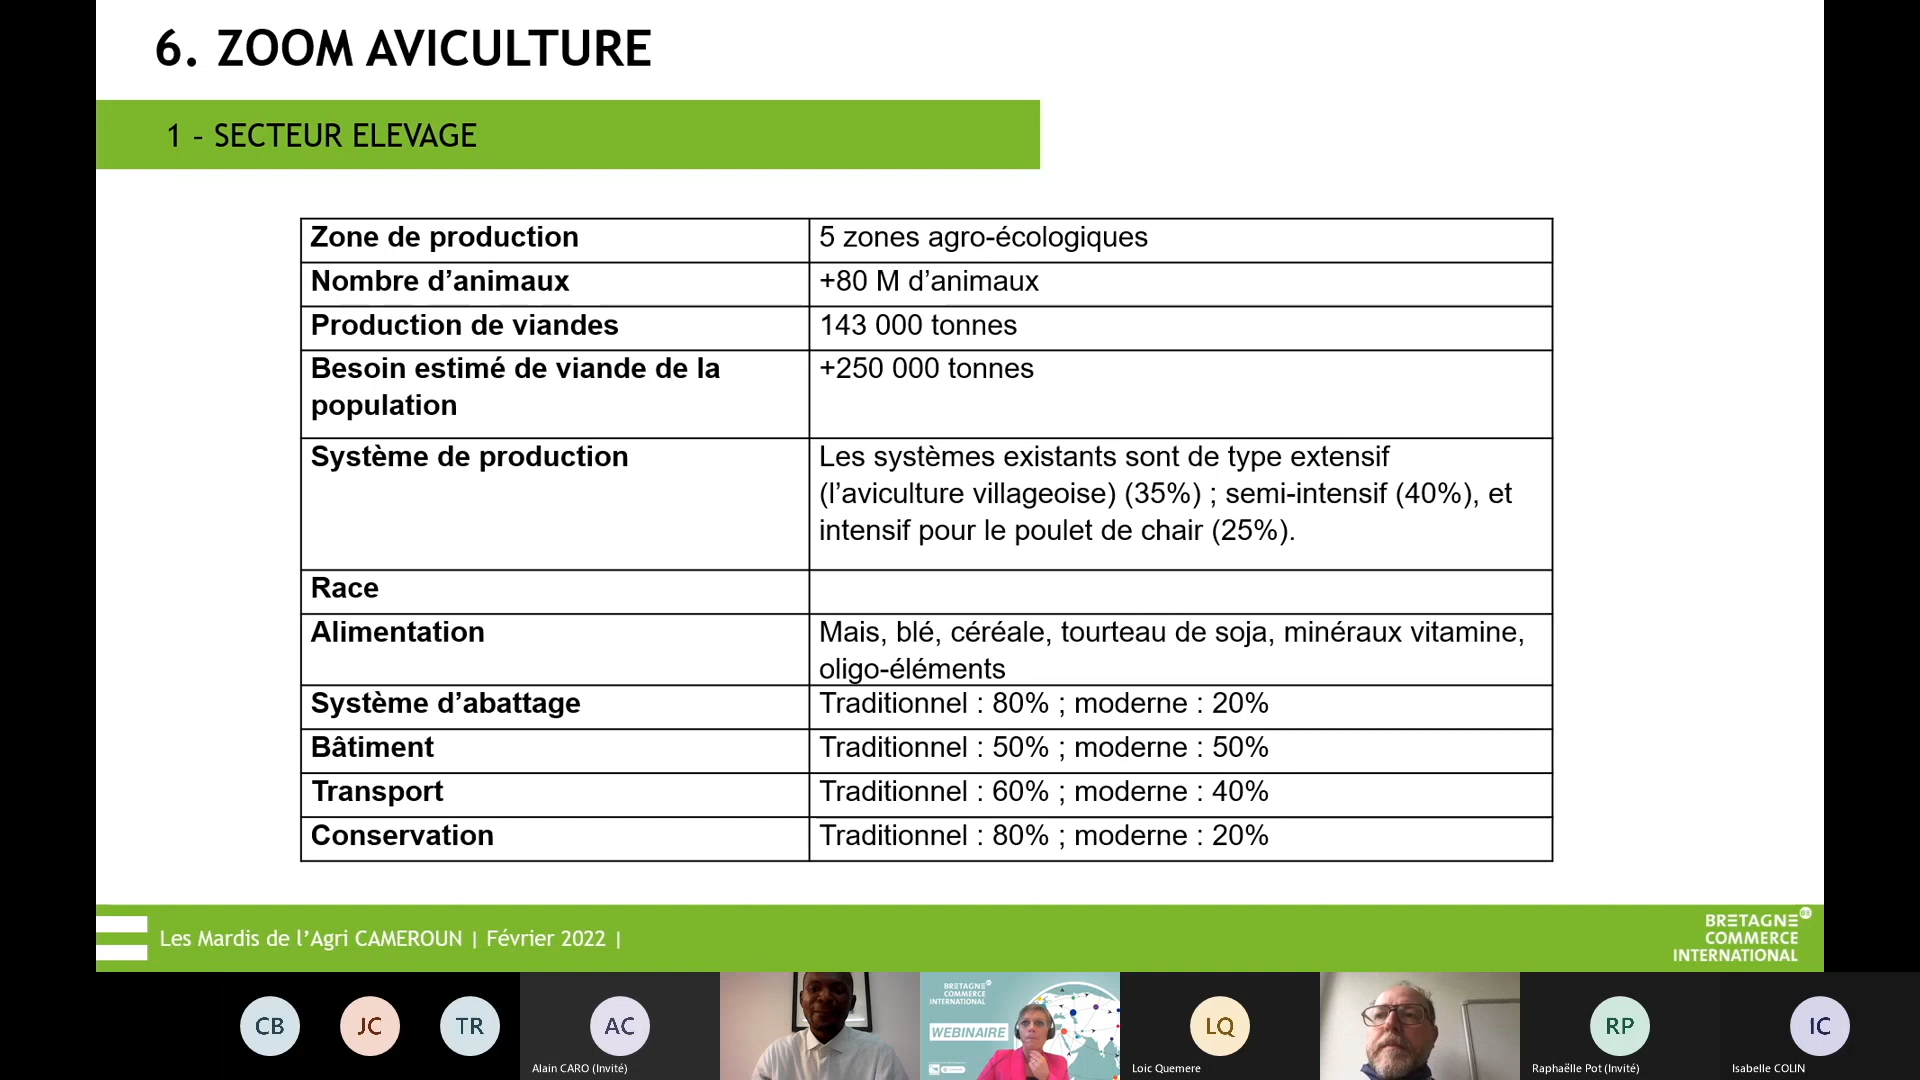 6. ZOOM AVICULTURE
1 – SECTEUR ELEVAGE
Zone de production
5 zones agro-écologiques
Nombre d’animaux
+80 M d’animaux
Production de viandes
143 000 tonnes
Besoin estimé de viande de la
population
+250 000 tonnes
Système de production
Les systèmes existants sont de type extensif
(l’aviculture villageoise) (35%) ; semi-intensif (40%), et
intensif pour le poulet de chair (25%).
Race
Alimentation
Mais, blé, céréale, tourteau de soja, minéraux vitamine,
oligo-éléments
Système d’abattage
Traditionnel : 80% ; moderne : 20%
Bâtiment
Traditionnel : 50% ; moderne : 50%
Transport
Traditionnel : 60% ; moderne : 40%
Conservation
Traditionnel : 80% ; moderne : 20%
Les Mardis de l’Agri CAMEROUN | Février 2022 |
BRETAGNE
COMMERCE
INTERNATIONAL
CB
JC
TR
AC
Alain CARO (Invité)
BRETAGNE
COMMERCE
INTERNATIONAL
WEBINAIRE
LQ
Loic Quemere
RP
Raphaëlle Pot (Invité)
IC
Isabelle COLIN